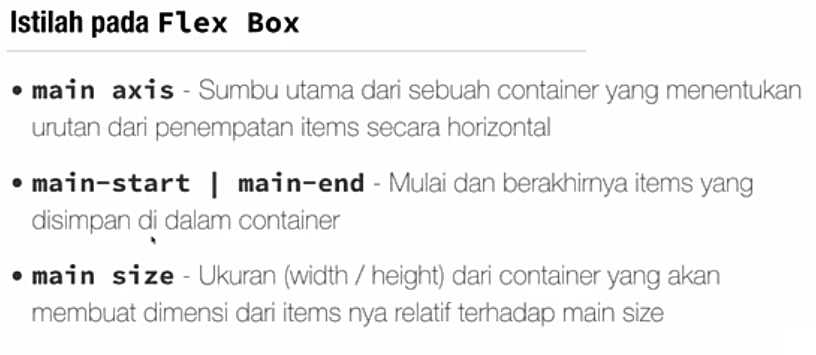 Istilah pada Flex Box
• main axis - Sumbu utama dari sebuah container yang menentukan
urutan dari penempatan items secara horizontal
• main-start | main-end - Mulai dan berakhirnya items yang
disimpan di dalam container
• main size - Ukuran (width / height) dari container yang akan
membuat dimensi dari items nya relatif terhadap main size